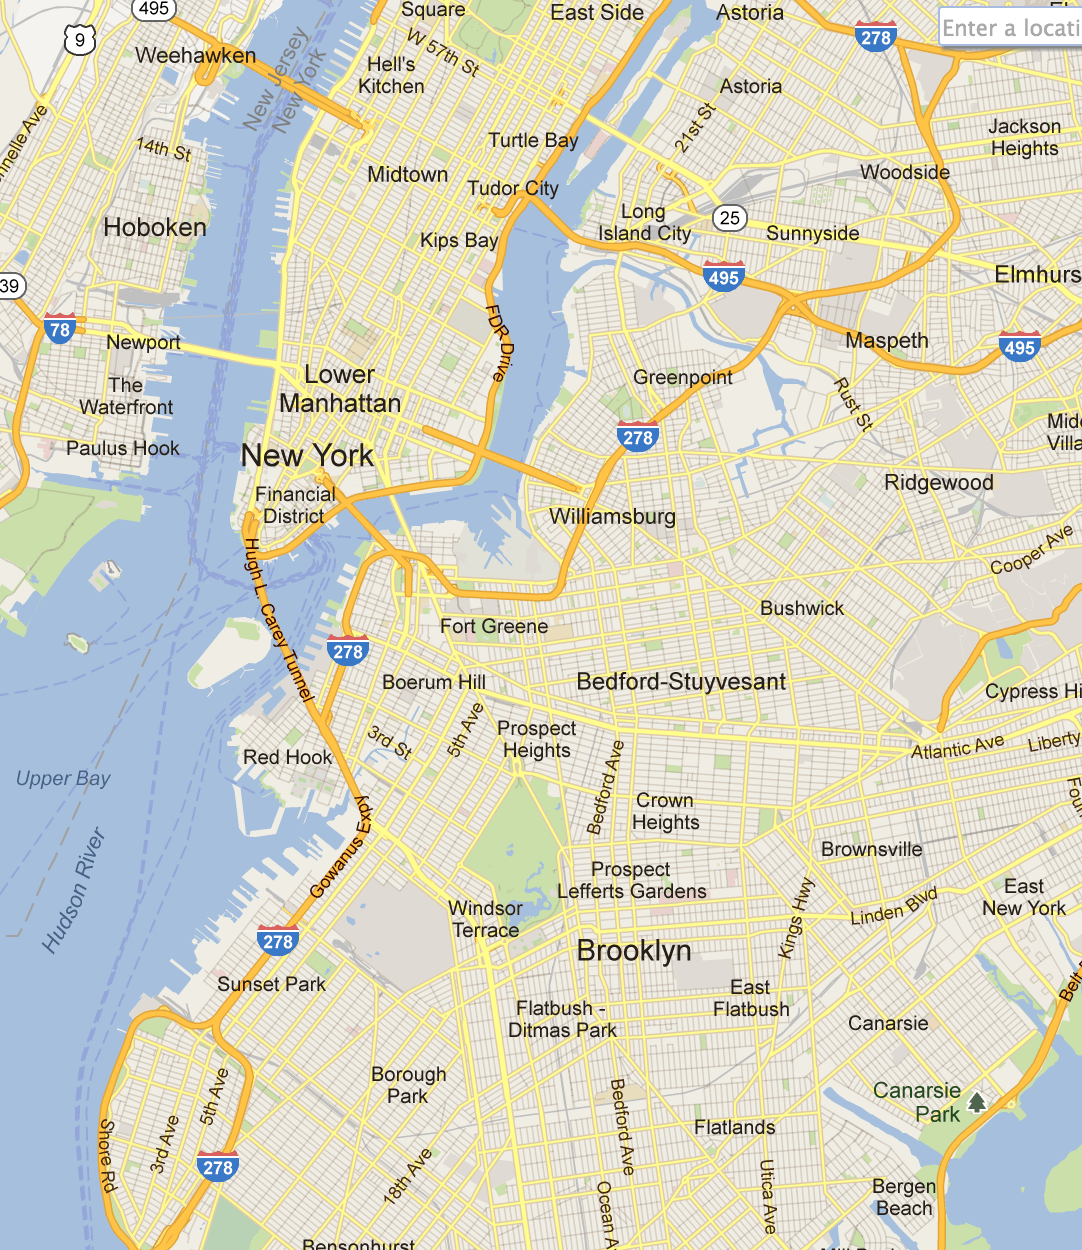 495
Square
East Side
Astoria
278
Enter a locati
9
Weehawken
W 57th St
New Jersey
New York
Hell's
Kitchen
Astoria
21st St
14th St
Turtle Bay
Jackson
Heights
Midtown
Tudor City
Woodside
Hoboken
Long
Island City
25
Sunnyside
Kips Bay
39
495
Elmhurs
78
Newport
FDR Drive
Maspeth
495
The
Waterfront
Lower
Manhattan
Greenpoint
Rust St
Paulus Hook
New York
278
Ridgewood
Financial
District
Williamsburg
Cooper Ave
Hugh L. Carey Tunnel
Bushwick
Fort Greene
278
Boerum Hill
Bedford-Stuyvesant
Cypress Hi
3rd St
5th Ave
Prospect
Heights
Bedford Ave
Atlantic Ave
Liberty
Red Hook
Upper Bay
Crown
Heights
Gowanus Expy
Brownsville
Hudson River
Prospect
Lefferts Gardens
Windsor
Terrace
Kings Hwy
Linden Blvd
East
New York
278
Brooklyn
Sunset Park
East
Flatbush
Flatbush -
Ditmas Park
Canarsie
Borough
Park
5th Ave
3rd Ave
Shore Rd
Bedford Ave
Canarsie
Park
Flatlands
278
18th Ave
Utica Ave
Bergen
Beach
Bensonhurst